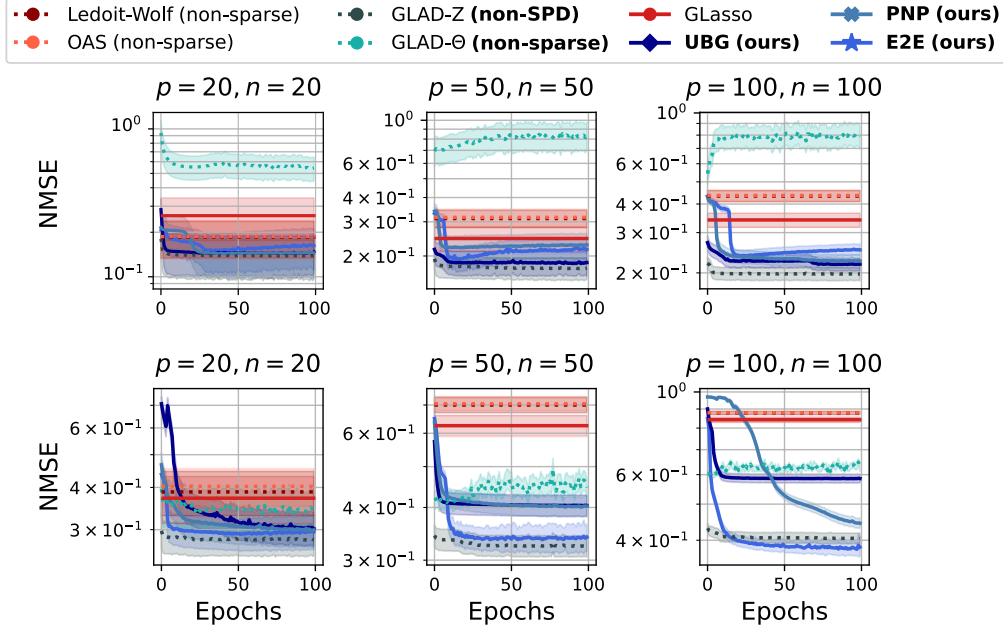 Ledoit-Wolf (non-sparse)
OAS (non-sparse)
GLAD-Z (non-SPD)
GLAD-Θ (non-sparse)
GLasso
UBG (ours)
PNP (ours)
E2E (ours)
p = 20, n = 20
p = 50, n = 50
p = 100, n = 100
NMSE
10⁰
10⁻¹
0 50 100
6 × 10⁻¹
3 × 10⁻¹
2 × 10⁻¹
0 50 100
8 × 10⁻¹
6 × 10⁻¹
4 × 10⁻¹
3 × 10⁻¹
2 × 10⁻¹
0 50 100
p = 20, n = 20
p = 50, n = 50
p = 100, n = 100
NMSE
6 × 10⁻¹
4 × 10⁻¹
3 × 10⁻¹
0 50 100
Epochs
6 × 10⁻¹
4 × 10⁻¹
3 × 10⁻¹
0 50 100
Epochs
10⁰
6 × 10⁻¹
4 × 10⁻¹
0 50 100
Epochs